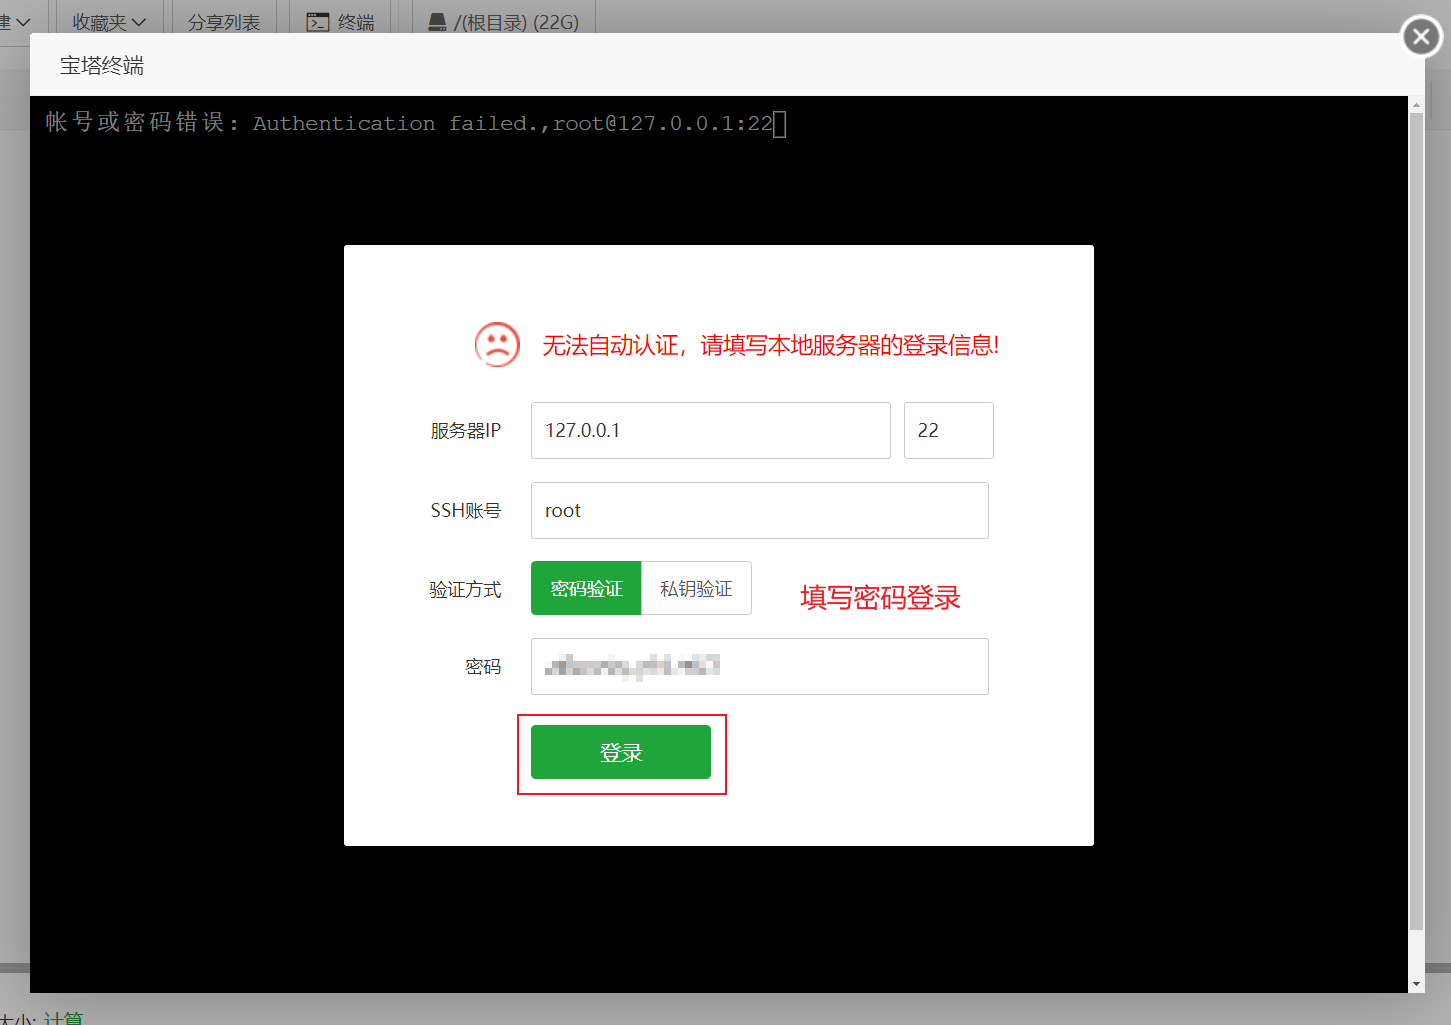 建
收藏夹
分享列表
终端
/(根目录) (22G)
宝塔终端
帐号或密码错误: Authentication failed.,root@127.0.0.1:22
无法自动认证，请填写本地服务器的登录信息!
服务器IP
127.0.0.1
22
SSH账号
root
验证方式
密码验证
私钥验证
填写密码登录
密码
登录
大小: 计算